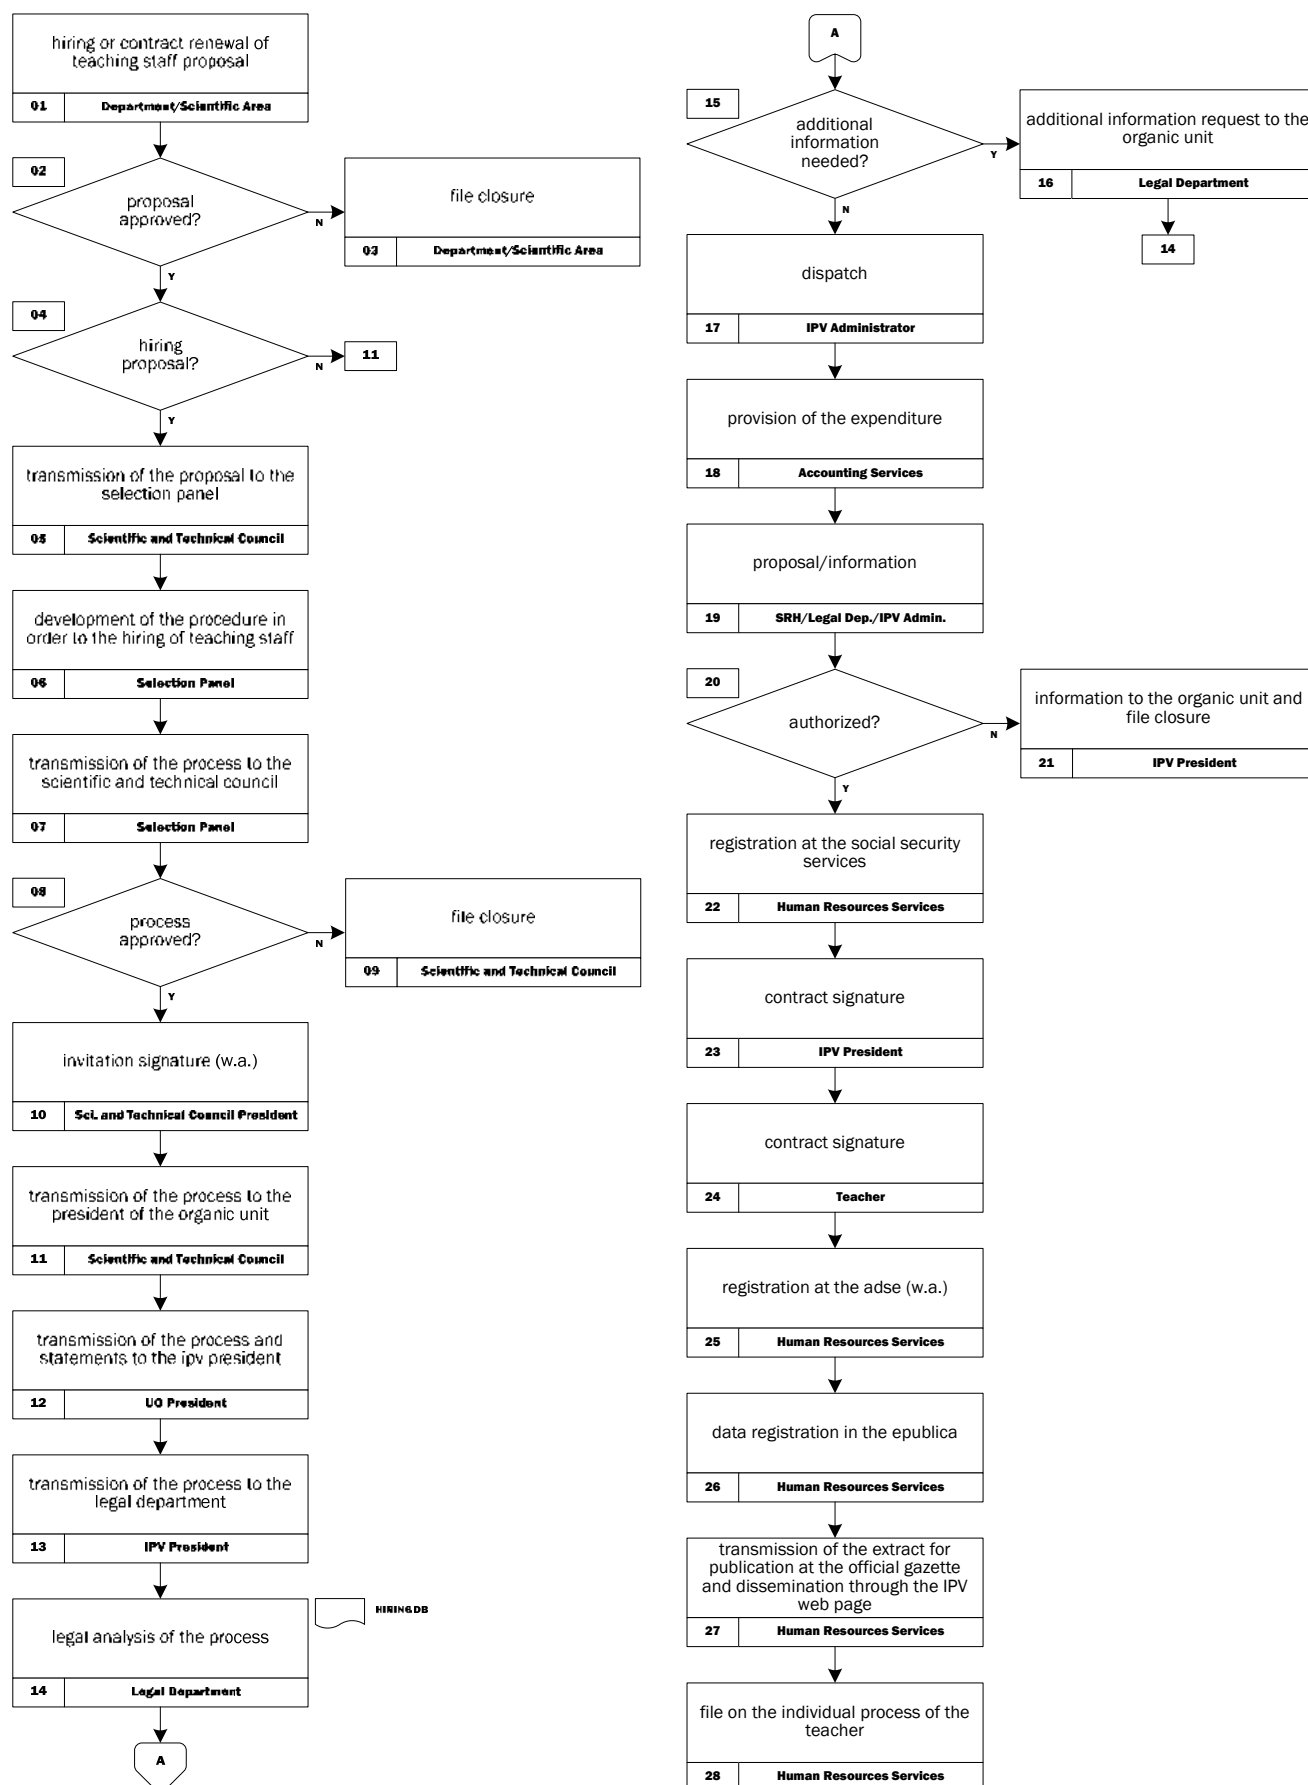 hiring or contract renewal of
teaching staff proposal
01 Department/Scientific Area
02
proposal
approved?
N
file closure
03 Department/Scientific Area
Y
04
hiring
proposal?
N
11
Y
transmission of the proposal to the
selection panel
05 Scientific and Technical Council
development of the procedure in
order to the hiring of teaching staff
06 Selection Panel
transmission of the process to the
scientific and technical council
07 Selection Panel
08
process
approved?
N
file closure
09 Scientific and Technical Council
Y
invitation signature (w.a.)
10 Sci. and Technical Council President
transmission of the process to the
president of the organic unit
11 Scientific and Technical Council
transmission of the process and
statements to the ipv president
12 UO President
transmission of the process to the
legal department
13 IPV President
HIRING DB
legal analysis of the process
14 Legal Department
A
A
15
additional
information
needed?
Y
additional information request to the
organic unit
16 Legal Department
14
N
dispatch
17 IPV Administrator
provision of the expenditure
18 Accounting Services
proposal/information
19 SRH/Legal Dep./IPV Admin.
20
authorized?
N
information to the organic unit and
file closure
21 IPV President
Y
registration at the social security
services
22 Human Resources Services
contract signature
23 IPV President
contract signature
24 Teacher
registration at the adse (w.a.)
25 Human Resources Services
data registration in the epublica
26 Human Resources Services
transmission of the extract for
publication at the official gazette
and dissemination through the IPV
web page
27 Human Resources Services
file on the individual process of the
teacher
28 Human Resources Services